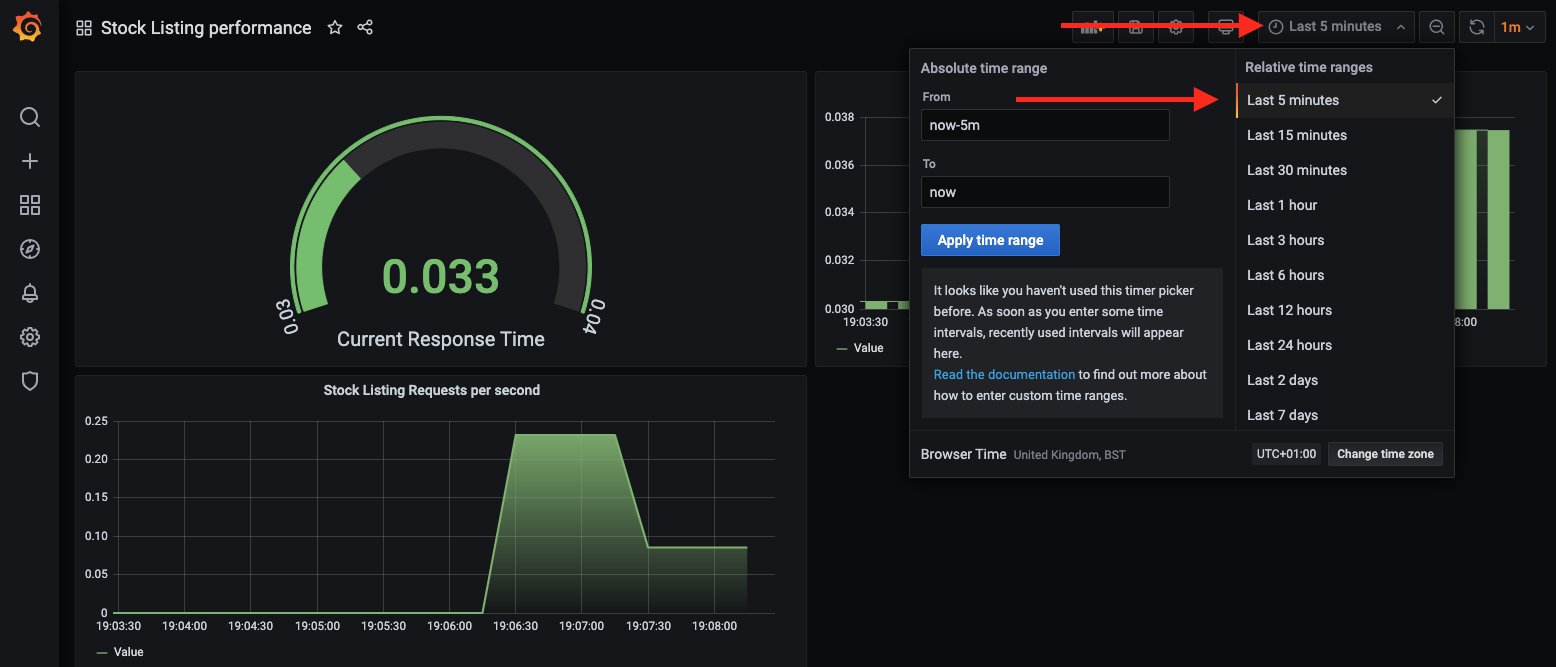 Stock Listing performance
Last 5 minutes
1m
0.033
0.03
0.04
Current Response Time
0.038
0.036
0.034
0.032
0.030
19:03:30
8:00
Value
Absolute time range
From
now-5m
To
now
Apply time range
It looks like you haven't used this timer picker
before. As soon as you enter some time
intervals, recently used intervals will appear
here.
Read the documentation to find out more about
how to enter custom time ranges.
Relative time ranges
Last 5 minutes
Last 15 minutes
Last 30 minutes
Last 1 hour
Last 3 hours
Last 6 hours
Last 12 hours
Last 24 hours
Last 2 days
Last 7 days
Browser Time United Kingdom, BST
UTC+01:00
Change time zone
Stock Listing Requests per second
0.25
0.20
0.15
0.10
0.05
0
19:03:30 19:04:00 19:04:30 19:05:00 19:05:30 19:06:00 19:06:30 19:07:00 19:07:30 19:08:00
Value